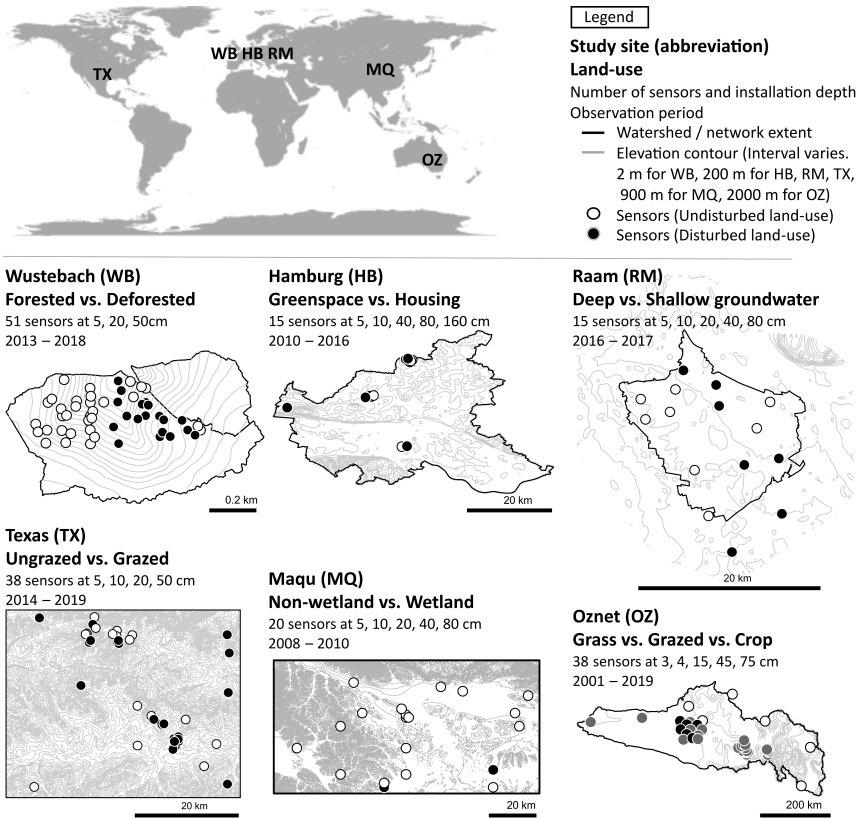 TX
WB HB RM
MQ
OZ
Legend
Study site (abbreviation)
Land-use
Number of sensors and installation depth
Observation period
Watershed / network extent
Elevation contour (Interval varies.
2 m for WB, 200 m for HB, RM, TX,
900 m for MQ, 2000 m for OZ)
Sensors (Undisturbed land-use)
Sensors (Disturbed land-use)
Wustebach (WB)
Forested vs. Deforested
51 sensors at 5, 20, 50cm
2013 – 2018
0.2 km
Hamburg (HB)
Greenspace vs. Housing
15 sensors at 5, 10, 40, 80, 160 cm
2010 – 2016
20 km
Raam (RM)
Deep vs. Shallow groundwater
15 sensors at 5, 10, 20, 40, 80 cm
2016 – 2017
20 km
Texas (TX)
Ungrazed vs. Grazed
38 sensors at 5, 10, 20, 50 cm
2014 – 2019
20 km
Maqu (MQ)
Non-wetland vs. Wetland
20 sensors at 5, 10, 20, 40, 80 cm
2008 – 2010
20 km
Oznet (OZ)
Grass vs. Grazed vs. Crop
38 sensors at 3, 4, 15, 45, 75 cm
2001 – 2019
200 km